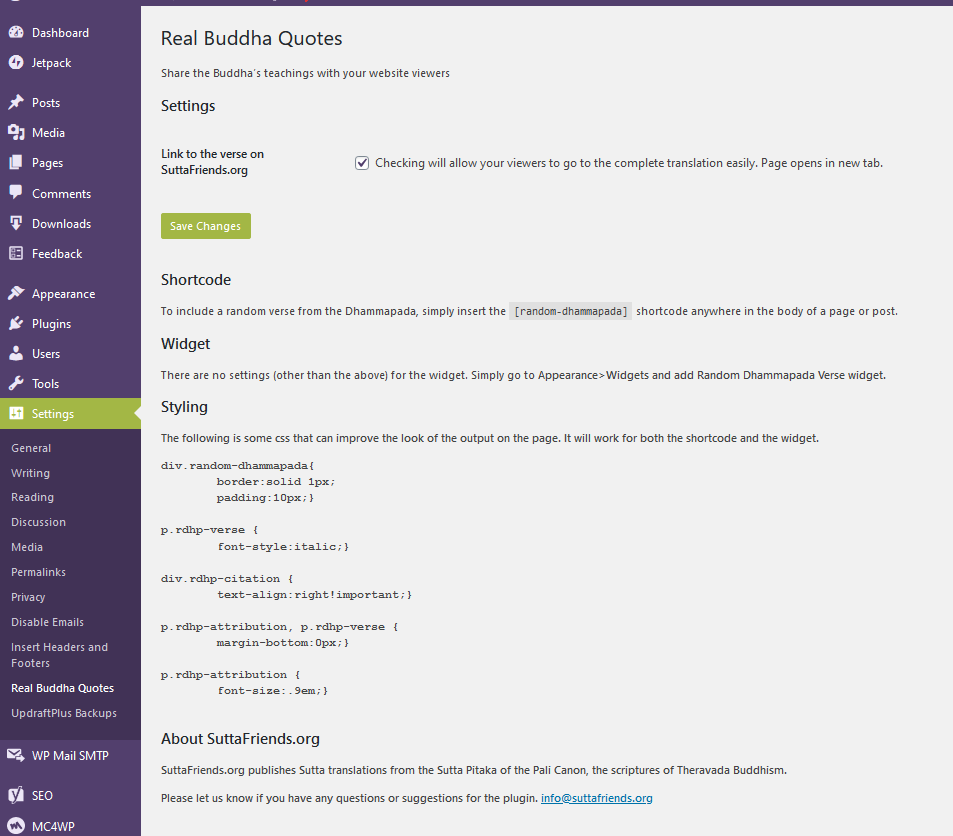 Dashboard
Jetpack
Posts
Media
Pages
Comments
Downloads
Feedback
Appearance
Plugins
Users
Tools
Settings
General
Writing
Reading
Discussion
Media
Permalinks
Privacy
Disable Emails
Insert Headers and
Footers
Real Buddha Quotes
UpdraftPlus Backups
WP Mail SMTP
SEO
MC4WP
Real Buddha Quotes
Share the Buddha's teachings with your website viewers
Settings
Link to the verse on
SuttaFriends.org
Checking will allow your viewers to go to the complete translation easily. Page opens in new tab.
Save Changes
Shortcode
To include a random verse from the Dhammapada, simply insert the [random-dhammapada] shortcode anywhere in the body of a page or post.
Widget
There are no settings (other than the above) for the widget. Simply go to Appearance>Widgets and add Random Dhammapada Verse widget.
Styling
The following is some css that can improve the look of the output on the page. It will work for both the shortcode and the widget.
div.random-dhammapada{
border:solid 1px;
padding:10px;}
p.rdhp-verse {
font-style:italic;}
div.rdhp-citation {
text-align:right!important;}
p.rdhp-attribution, p.rdhp-verse {
margin-bottom:0px;}
p.rdhp-attribution {
font-size:.9em;}
About SuttaFriends.org
SuttaFriends.org publishes Sutta translations from the Sutta Pitaka of the Pali Canon, the scriptures of Theravada Buddhism.
Please let us know if you have any questions or suggestions for the plugin. info@suttafriends.org